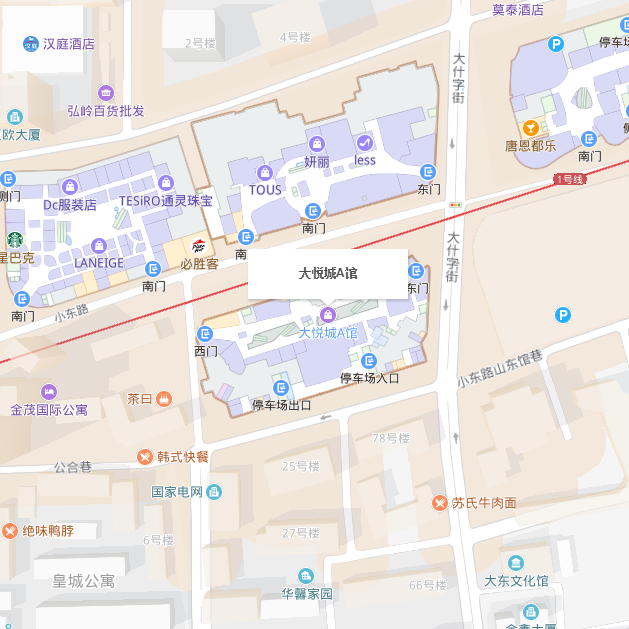 莫泰酒店
汉庭酒店
2号楼
4号楼
停车场
大什字街
弘岭百货批发
欧大厦
唐恩都乐
南门
妍丽
less
TOUS
东门
1号线
侧门
Dc服装店
TESiRO通灵珠宝
南门
大什字街
星巴克
LANEIGE
必胜客
南
南门
大悦城A馆
东门
南门
小东路
大悦城A馆
西门
停车场入口
小东路山东馆巷
金茂国际公寓
茶曰
停车场出口
78号楼
公合巷
韩式快餐
25号楼
国家电网
苏氏牛肉面
绝味鸭脖
6号楼
27号楼
皇城公寓
华馨家园
66号楼
大东文化馆
金鑫大厦